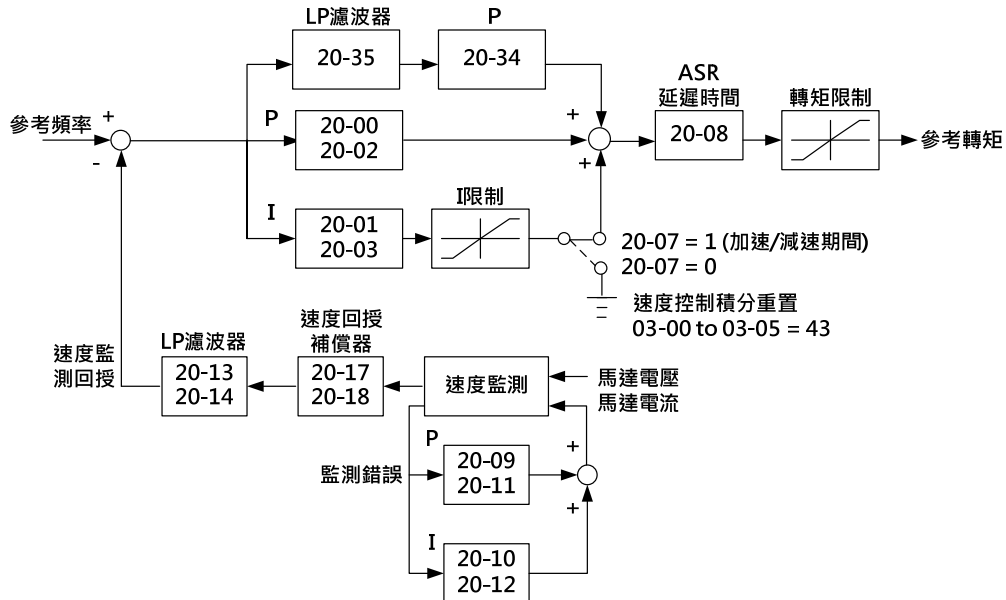 LP濾波器
20-35
P
20-34
ASR
延遲時間
20-08
轉矩限制
參考頻率
+
-
P
20-00
20-02
+
+
參考轉矩
I
20-01
20-03
I限制
20-07 = 1 (加速/減速期間)
20-07 = 0
速度控制積分重置
03-00 to 03-05 = 43
速度監
測回授
LP濾波器
20-13
20-14
速度回授
補償器
20-17
20-18
速度監測
馬達電壓
馬達電流
監測錯誤
P
20-09
20-11
+
+
I
20-10
20-12